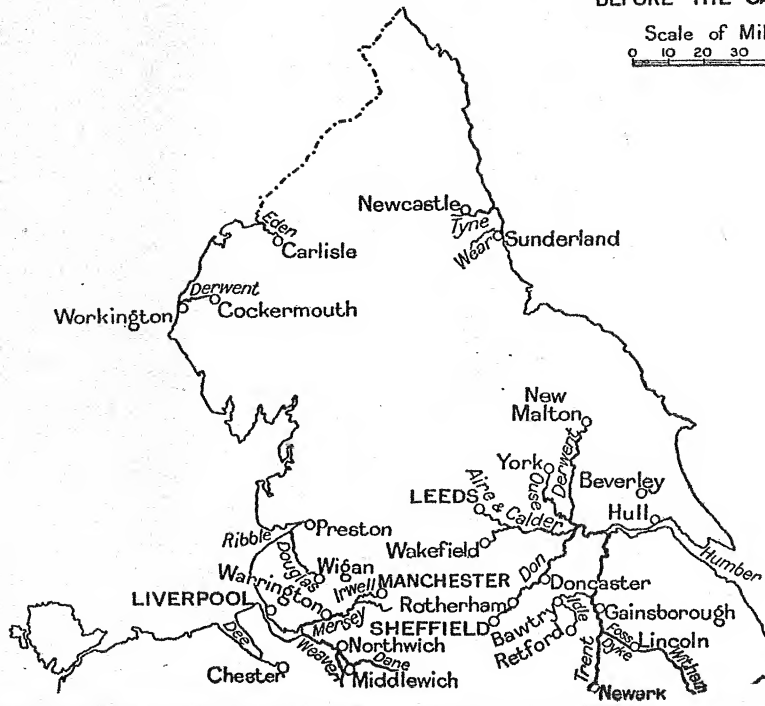 BEFORE THE
Scale of
0 10 20 30
Newcastle
Tyne
Wear
Sunderland
Eden
Carlisle
Derwent
Workington
Cockermouth
New
Malton
York
Ouse
Derwent
Beverley
LEEDS
Aire & Calder
Hull
Wakefield
Humber
Ribble
Preston
Douglas
Wigan
Irwell
MANCHESTER
Don
Doncaster
Warrington
LIVERPOOL
Mersey
Rotherham
SHEFFIELD
Bawtry
Idle
Retford
Gainsborough
Foss
Dyke
Lincoln
Witham
Trent
Newark
Dee
Chester
Weaver
Northwich
Dane
Middlewich